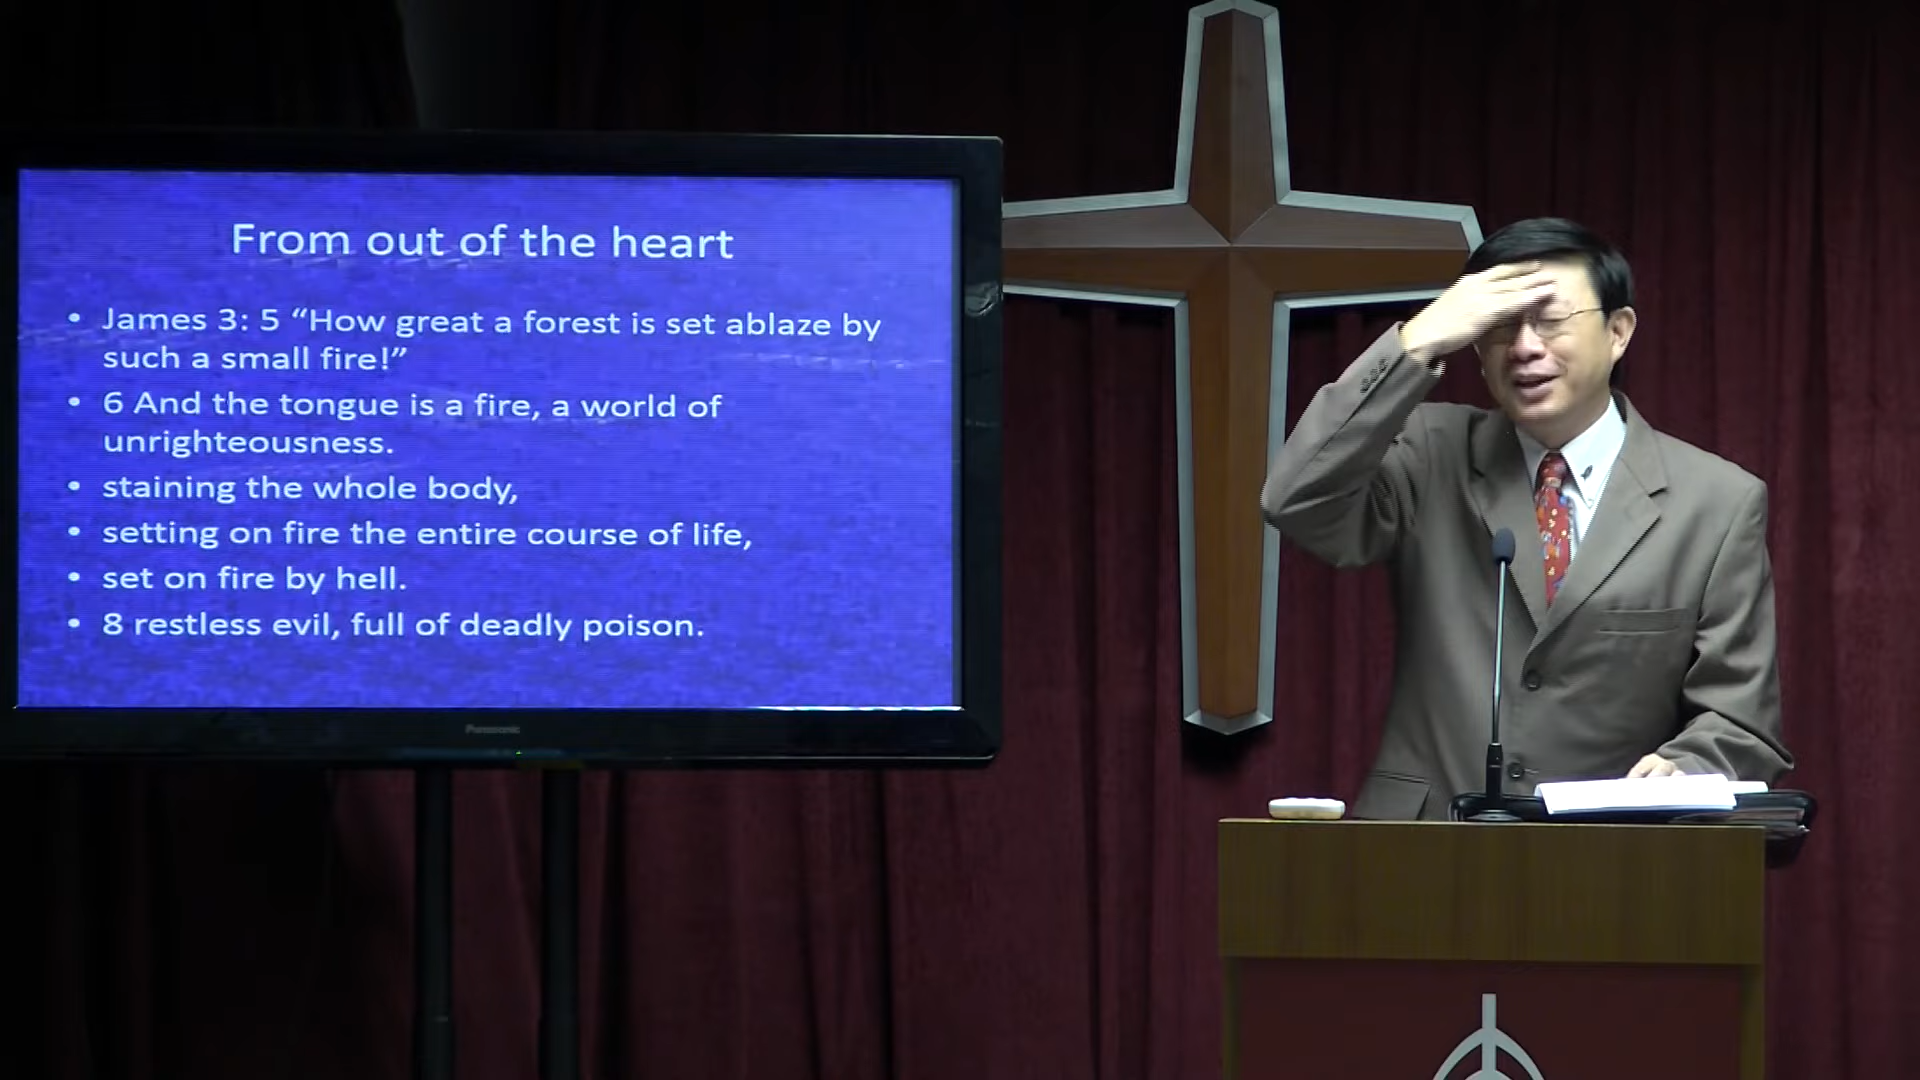 From out of the heart
• James 3: 5 “How great a forest is set ablaze by
such a small fire!”
• 6 And the tongue is a fire, a world of
unrighteousness.
• staining the whole body,
• setting on fire the entire course of life,
• set on fire by hell.
• 8 restless evil, full of deadly poison.
Panasonic